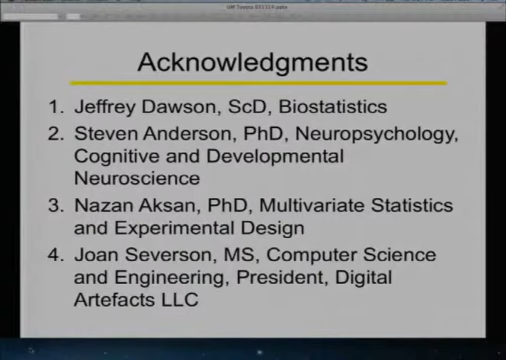 Acknowledgments
1. Jeffrey Dawson, ScD, Biostatistics
2. Steven Anderson, PhD, Neuropsychology,
Cognitive and Developmental
Neuroscience
3. Nazan Aksan, PhD, Multivariate Statistics
and Experimental Design
4. Joan Severson, MS, Computer Science
and Engineering, President, Digital
Artefacts LLC